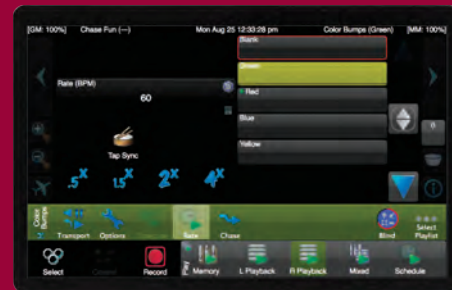 [GM: 100%] Chase Fun (---) Mon Aug 25 12:33:28 pm Color Bumps (Green) [MM: 100%]
Blank
Green
Rate (BPM)
60
Red
Blue
Tap Sync
Yellow
.5X 1.5X 2X 4X
Color Bumps
Transport Options Rate Chase Blind Select Playlist
Select Record Play Memory L Playback R Playback Mixed Schedule